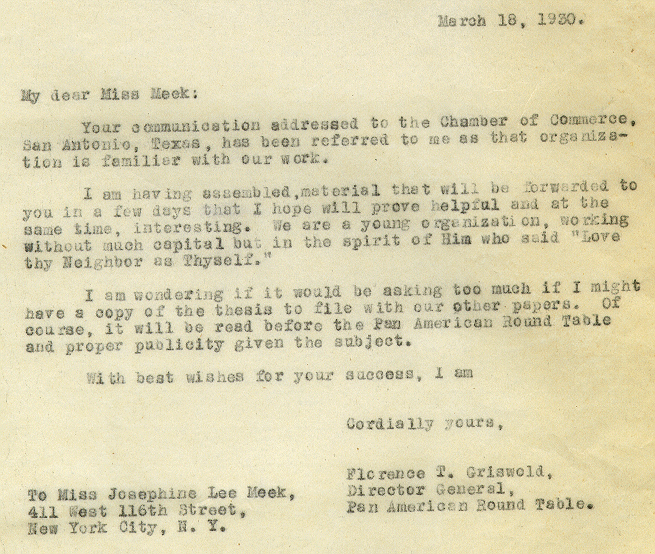 March 18, 1930.
My dear Miss Meek:
Your communication addressed to the Chamber of Commerce,
San Antonio, Texas, has been referred to me as that organiza-
tion is familiar with our work.
I am having assembled,material that will be forwarded to
you in a few days that I hope will prove helpful and at the
same time, interesting. We are a young organization, working
without much capital but in the spirit of Him who said "Love
thy Neighbor as Thyself."
I am wondering if it would be asking too much if I might
have a copy of the thesis to file with our other papers. Of
course, it will be read before the Pan American Round Table
and proper publicity given the subject.
With best wishes for your success, I am
Cordially yours,
Florence T. Griswold,
Director General,
Pan American Round Table.
To Miss Josephine Lee Meek,
411 West 116th Street,
New York City, N. Y.